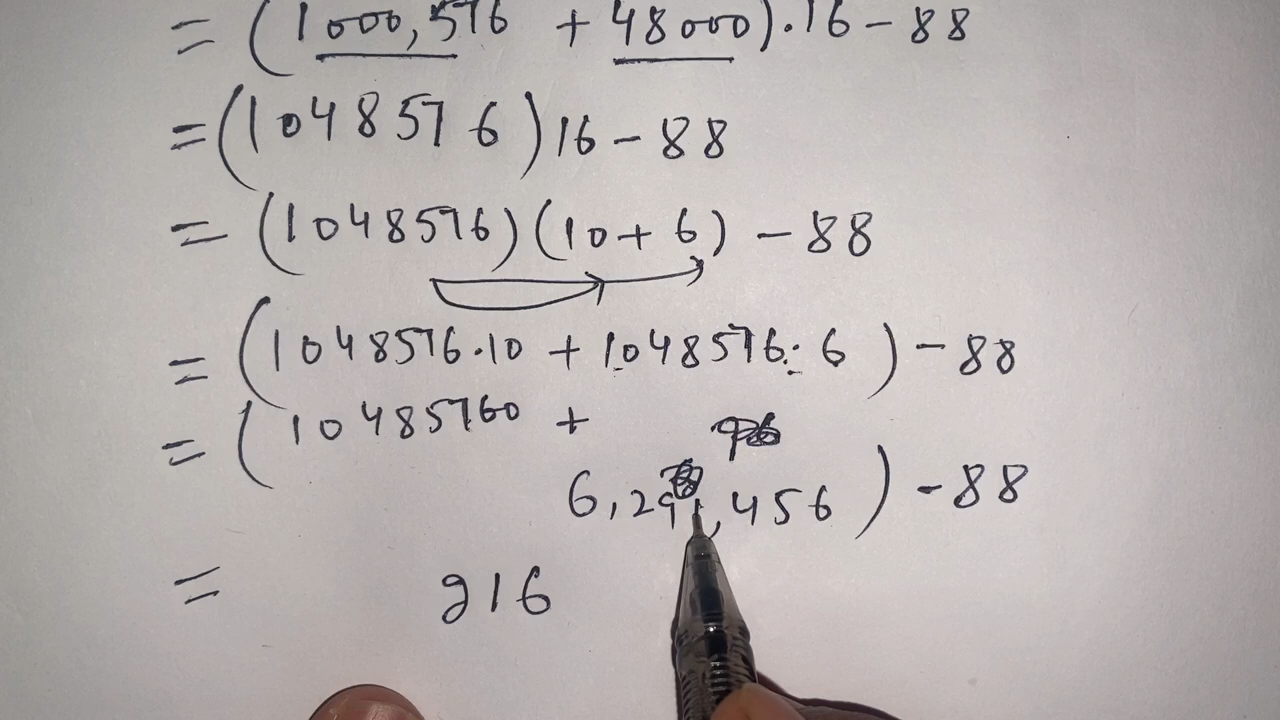 = (1000,576 + 48000).16 - 88
= (1048576)16 - 88
= (1048576)(10 + 6) - 88
= (1048576.10 + 1048576.6) - 88
= (10485760 +
6,291,456) - 88
= 216